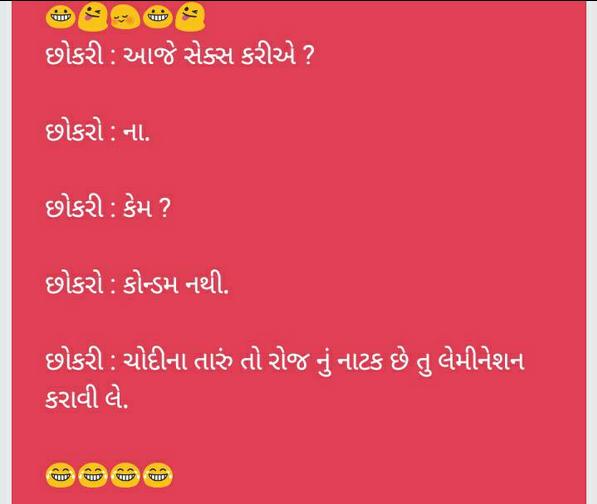 😁😜😌😁😜
છોકરી : આજે સેક્સ કરીએ ?
છોકરો : ના.
છોકરી : કેમ ?
છોકરો : કોન્ડમ નથી.
છોકરી : ચોદીના તારું તો રોજ નું નાટક છે તુ લેમીનેશન
કરાવી લે.
😂😂😂😂